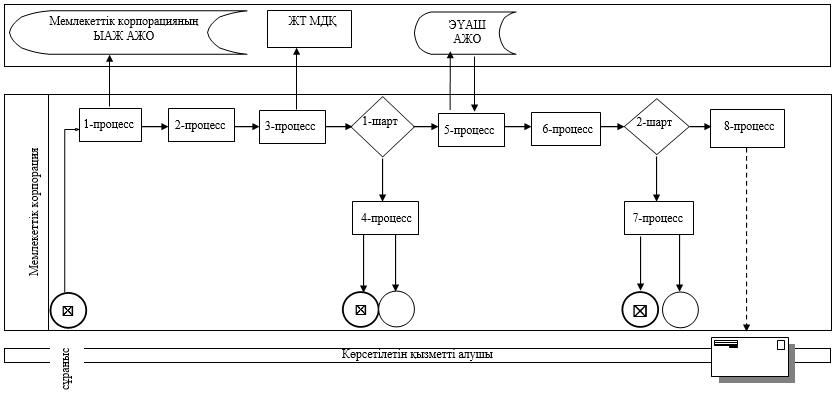 Мемлекеттік корпорацияның
ЫАЖ АЖО
ЖТ МДҚ
ЭҮАШ
АЖО
Мемлекеттік корпорация
1-процесс
2-процесс
3-процесс
1-шарт
5-процесс
6-процесс
2-шарт
8-процесс
4-процесс
7-процесс
сұраныс
Көрсетілетін қызметті алушы